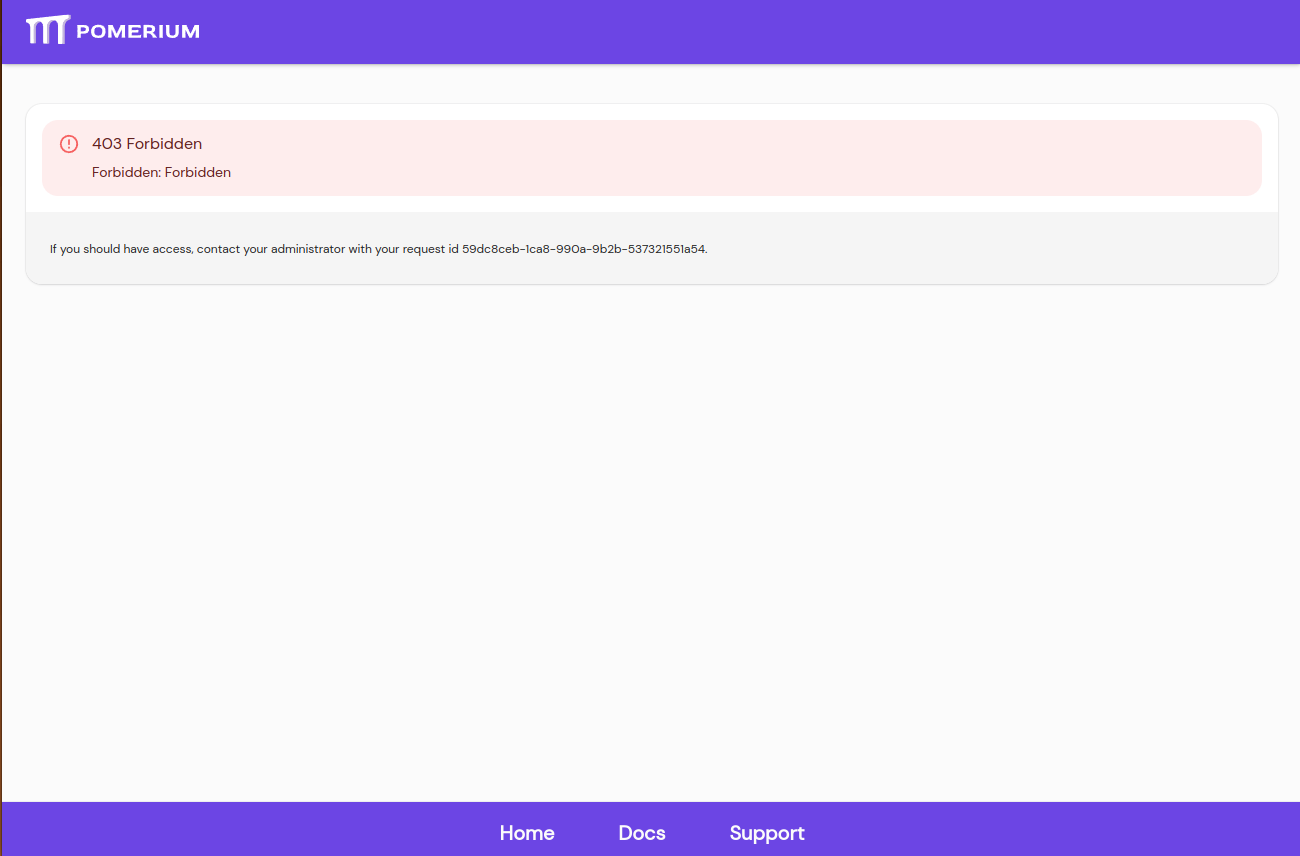 POMERIUM
403 Forbidden
Forbidden: Forbidden
If you should have access, contact your administrator with your request id 59dc8ceb-1ca8-990a-9b2b-537321551a54.
Home Docs Support